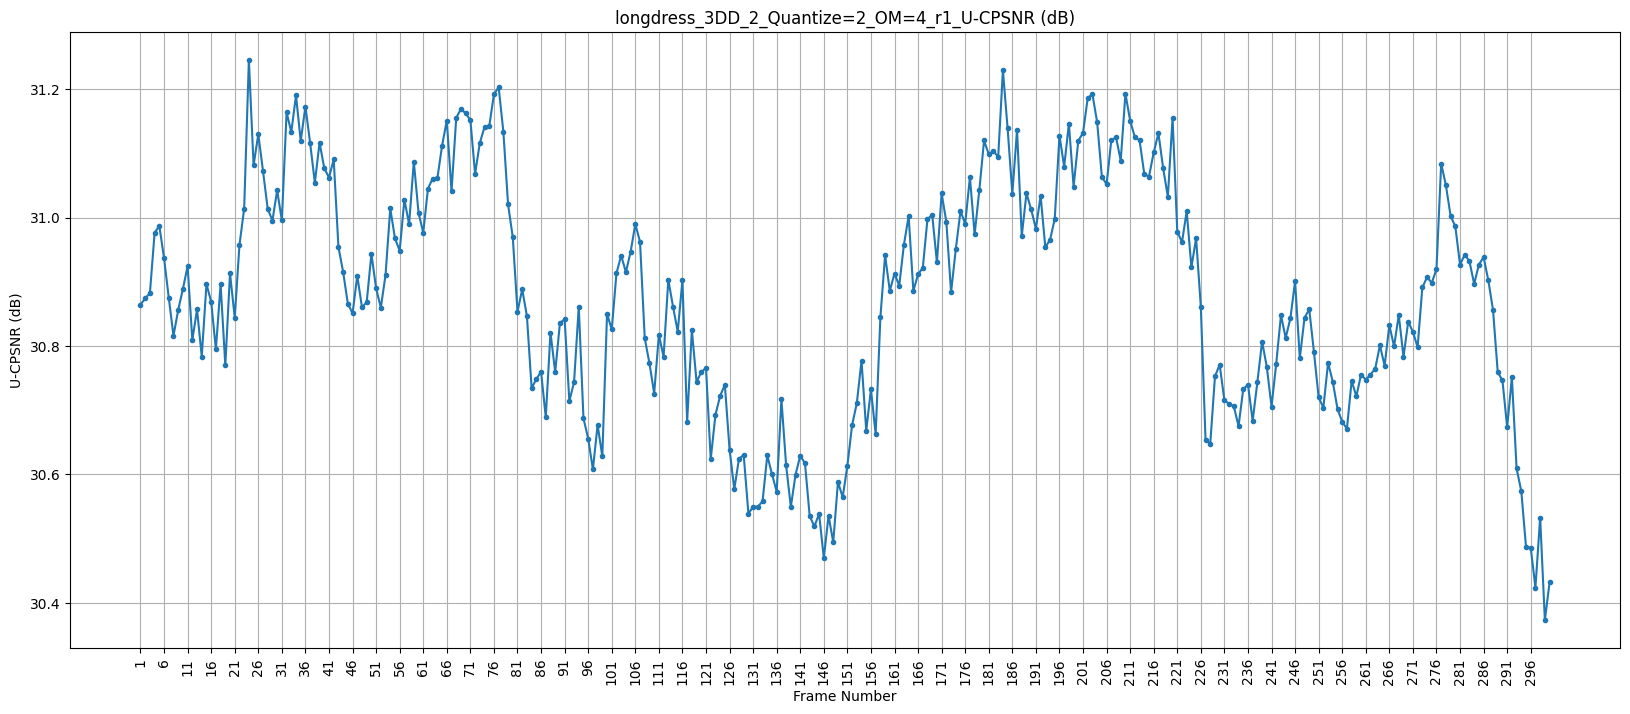 longdress_3DD_2_Quantize=2_OM=4_r1_U-CPSNR (dB)
U-CPSNR (dB)
31.2
31.0
30.8
30.6
30.4
1 6 11 16 21 26 31 36 41 46 51 56 61 66 71 76 81 86 91 96 101 106 111 116 121 126 131 136 141 146 151 156 161 166 171 176 181 186 191 196 201 206 211 216 221 226 231 236 241 246 251 256 261 266 271 276 281 286 291 296
Frame Number